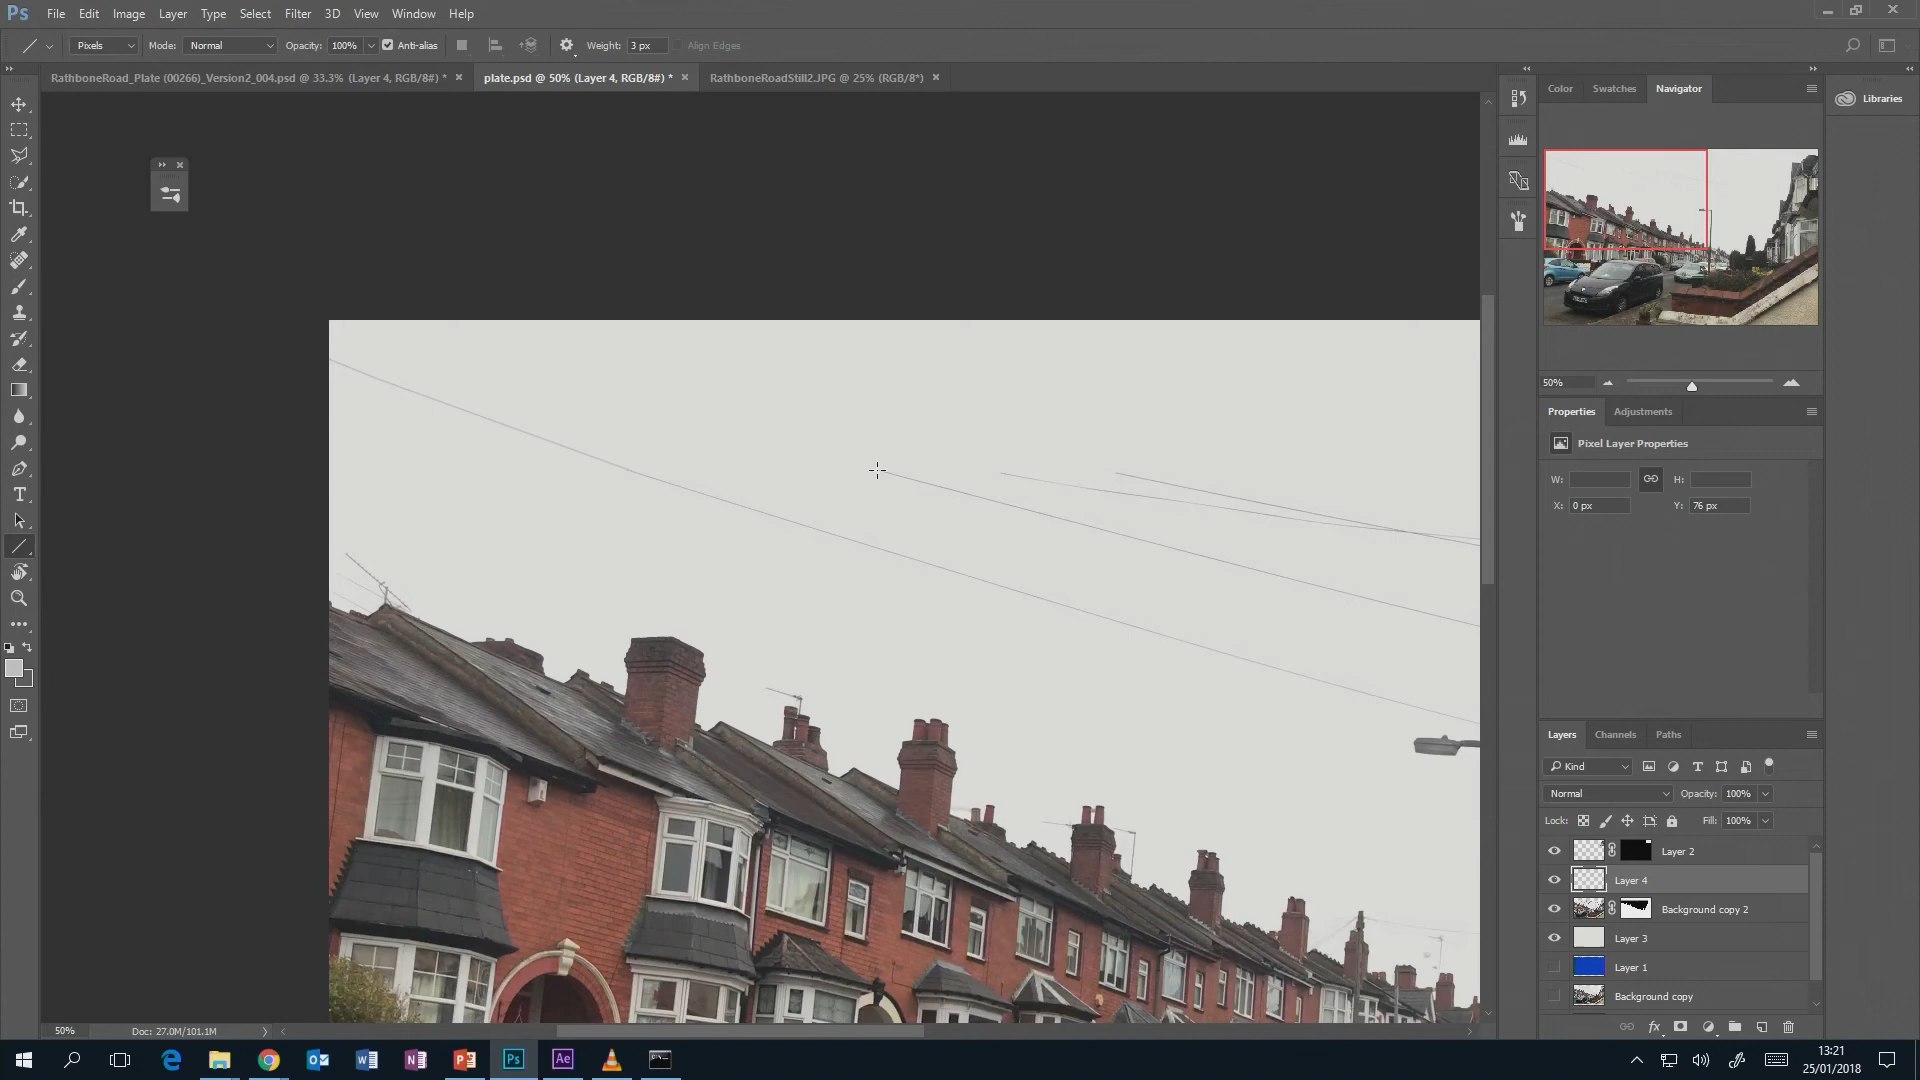 Ps File Edit Image Layer Type Select Filter 3D View Window Help
Pixels Mode: Normal Opacity: 100% Anti-alias Weight: 3 px Align Edges
RathboneRoad_Plate (00266)_Version2_004.psd @ 33.3% (Layer 4, RGB/8#) * plate.psd @ 50% (Layer 4, RGB/8#) * RathboneRoadStill2.JPG @ 25% (RGB/8*)
Color Swatches Navigator
Libraries
50%
Properties Adjustments
Pixel Layer Properties
W: H:
X: 0 px Y: 76 px
Layers Channels Paths
Kind
Normal Opacity: 100%
Lock: Fill: 100%
Layer 2
Layer 4
Background copy 2
Layer 3
Layer 1
Background copy
50% Doc: 27.0M/101.1M
13:21
25/01/2018